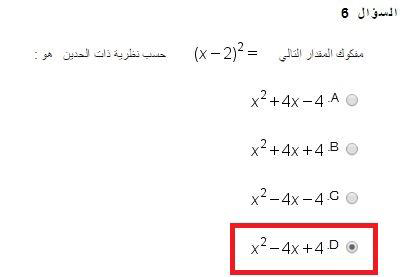 السؤال 6
مفكوك المقدار التالي (x − 2)² = حسب نظرية ذات الحدين هو :
x² + 4x − 4 .A
x² + 4x + 4 .B
x² − 4x − 4 .C
x² − 4x + 4 .D